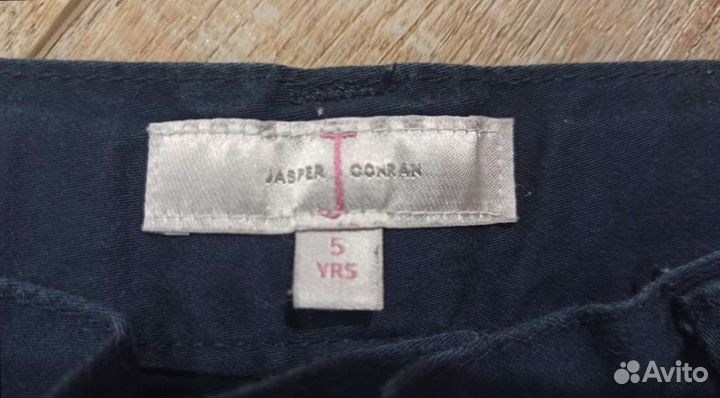 JASPER CONRAN
5
YRS
Avito